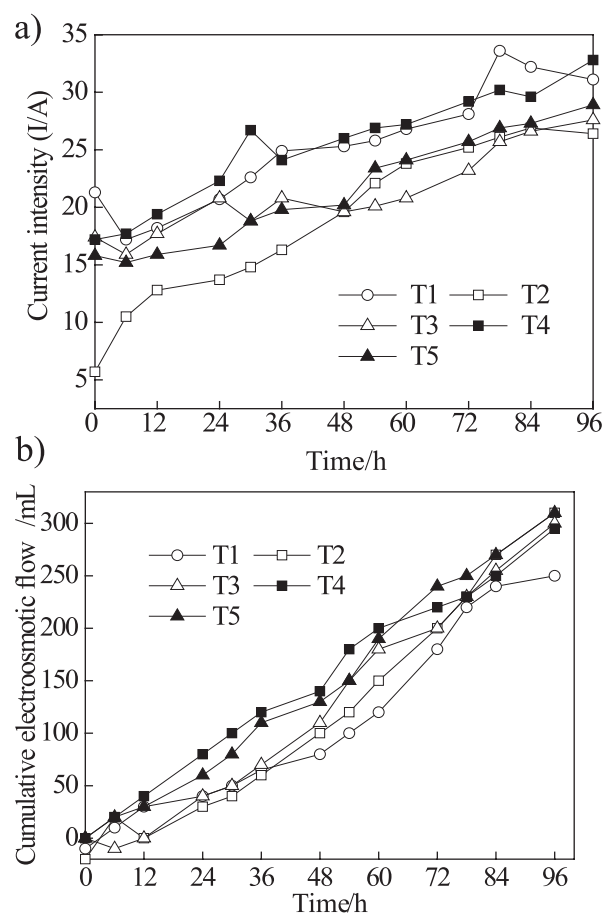 a)
35
30
25
20
15
10
5
Current intensity (I/A)
T1 T2
T3 T4
T5
0 12 24 36 48 60 72 84 96
Time/h
b)
300
250
200
150
100
50
0
Cumulative electroosmotic flow /mL
T1 T2
T3 T4
T5
0 12 24 36 48 60 72 84 96
Time/h